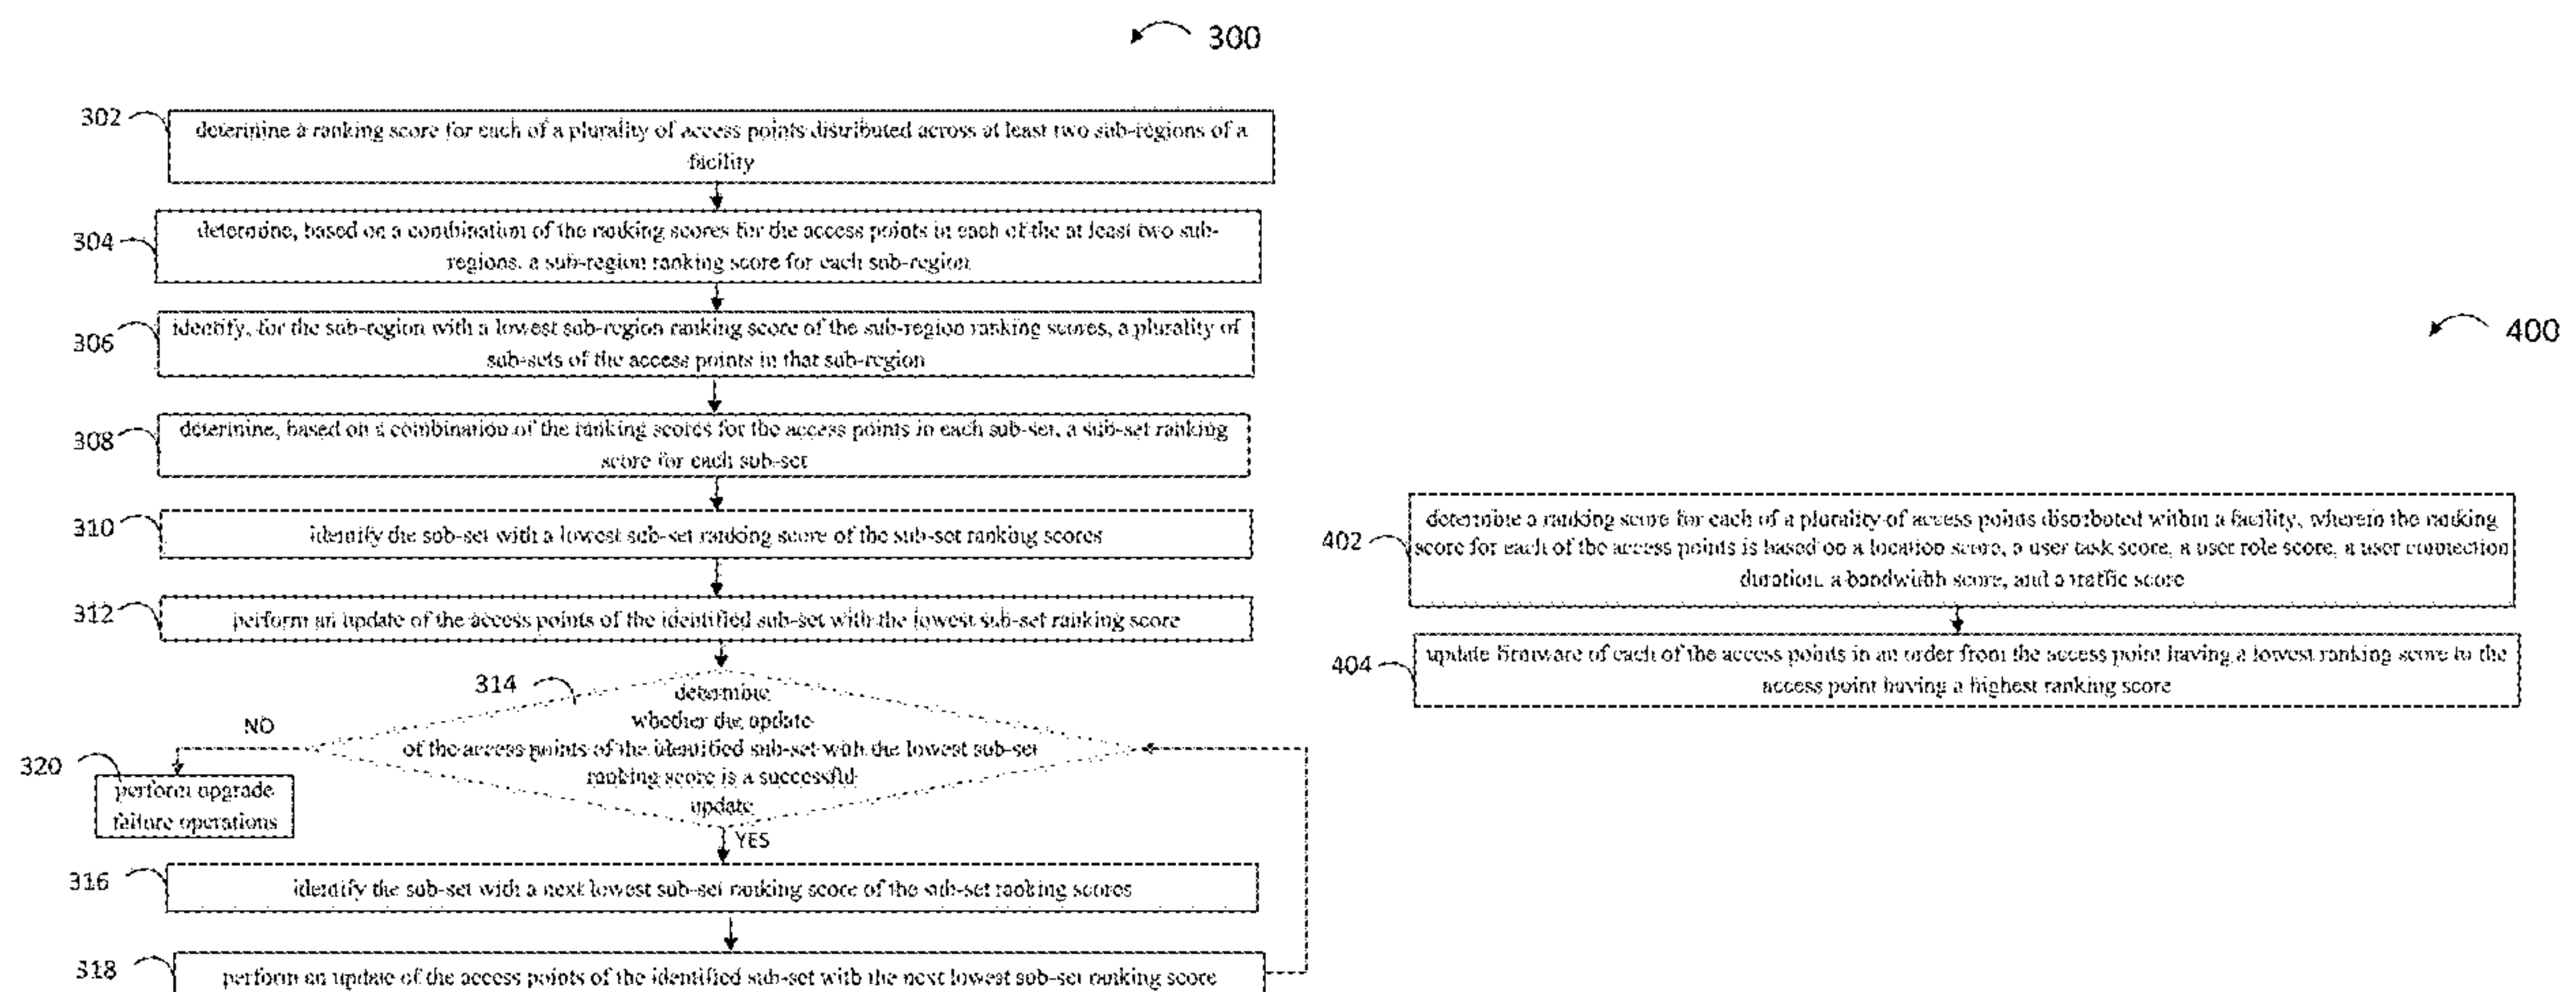 300
302
determine a ranking score for each of a plurality of access points distributed across at least two sub-regions of a
facility
304
determine, based on a combination of the ranking scores for the access points in each of the at least two sub-
regions, a sub-region ranking score for each sub-region
306
identify, for the sub-region with a lowest sub-region ranking score of the sub-region ranking scores, a plurality of
sub-sets of the access points in that sub-region
308
determine, based on a combination of the ranking scores for the access points in each sub-set, a sub-set ranking
score for each sub-set
310
identify the sub-set with a lowest sub-set ranking score of the sub-set ranking scores
312
perform an update of the access points of the identified sub-set with the lowest sub-set ranking score
314
determine
whether the update
of the access points of the identified sub-set with the lowest sub-set
ranking score is a successful
update
NO
320
perform upgrade
failure operations
YES
316
identify the sub-set with a next lowest sub-set ranking score of the sub-set ranking scores
318
perform an update of the access points of the identified sub-set with the next lowest sub-set ranking score
400
402
determine a ranking score for each of a plurality of access points distributed within a facility, wherein the ranking
score for each of the access points is based on a location score, a user task score, a user role score, a user connection
duration, a bandwidth score, and a traffic score
404
update firmware of each of the access points in an order from the access point having a lowest ranking score to the
access point having a highest ranking score